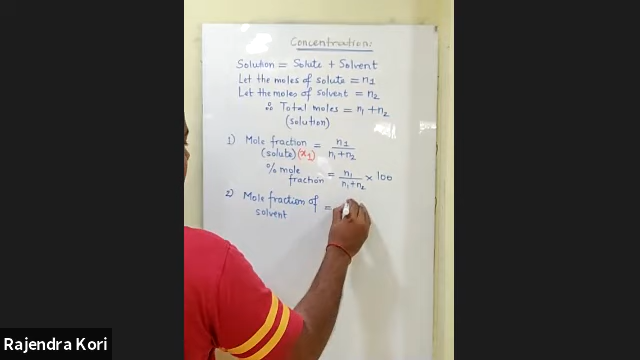 Concentration:
Solution = Solute + Solvent
Let the moles of solute = n1
Let the moles of solvent = n2
∴ Total moles = n1 + n2
(solution)
1) Mole fraction = n1 / n1 + n2
(solute) (x1)
% mole fraction = n1 / n1 + n2 × 100
2) Mole fraction of
solvent =
Rajendra Kori